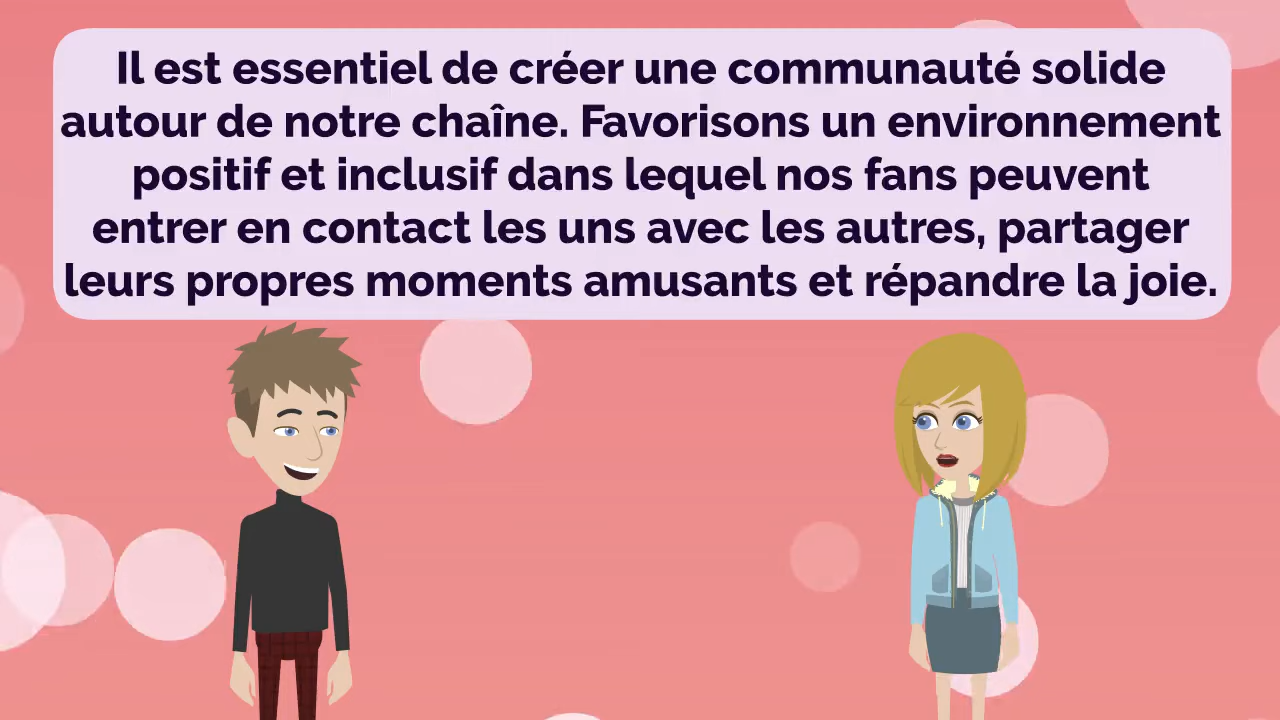 Il est essentiel de créer une communauté solide
autour de notre chaîne. Favorisons un environnement
positif et inclusif dans lequel nos fans peuvent
entrer en contact les uns avec les autres, partager
leurs propres moments amusants et répandre la joie.